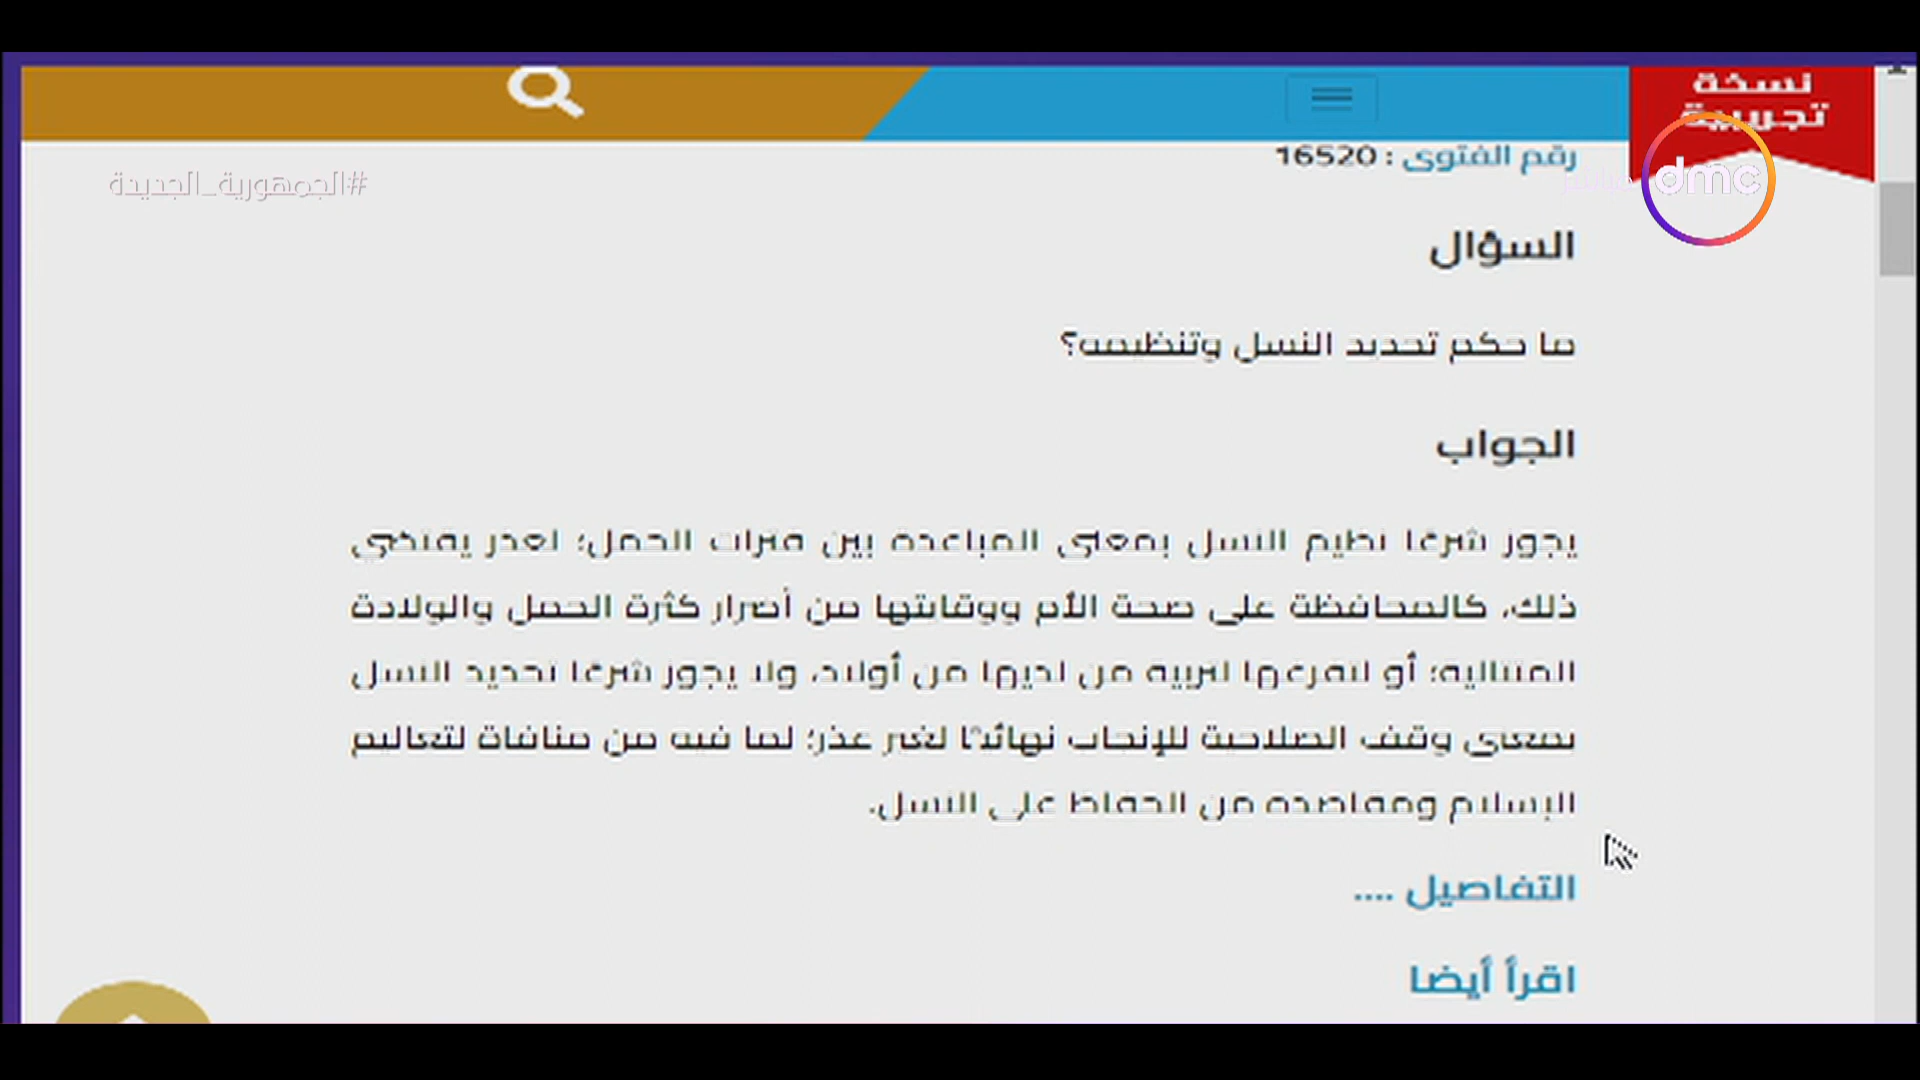 نسخة
تجريبية
dmc
#الجمهورية_الجديدة
رقم الفتوى : 16520
السؤال
ما حكم تحديد النسل وتنظيمه؟
الجواب
يجوز شرعًا تظيم النسل بمعنى المباعدة بين فترات الحمل؛ لعذر يقتضي
ذلك، كالمحافظة على صحة الأم ووقايتها من أضرار كثرة الحمل والولادة
المتتالية؛ أو لتفرغها لتربية من لديها من أولاد، ولا يجوز شرعًا تحديد النسل
بمعنى وقف الصلاحية للإنجاب نهائيًّا لغير عذر؛ لما فيه من منافاة لتعاليم
الإسلام ومقاصده من الحفاظ على النسل.
التفاصيل ....
اقرأ أيضا